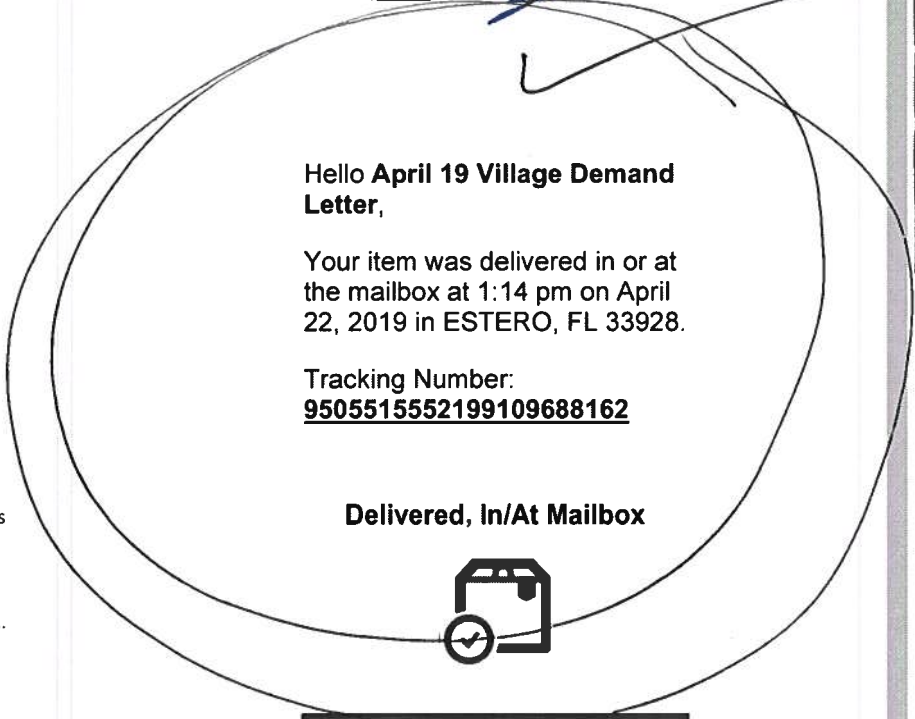 Hello April 19 Village Demand
Letter,
Your item was delivered in or at
the mailbox at 1:14 pm on April
22, 2019 in ESTERO, FL 33928.
Tracking Number:
9505515552199109688162
s
Delivered, In/At Mailbox